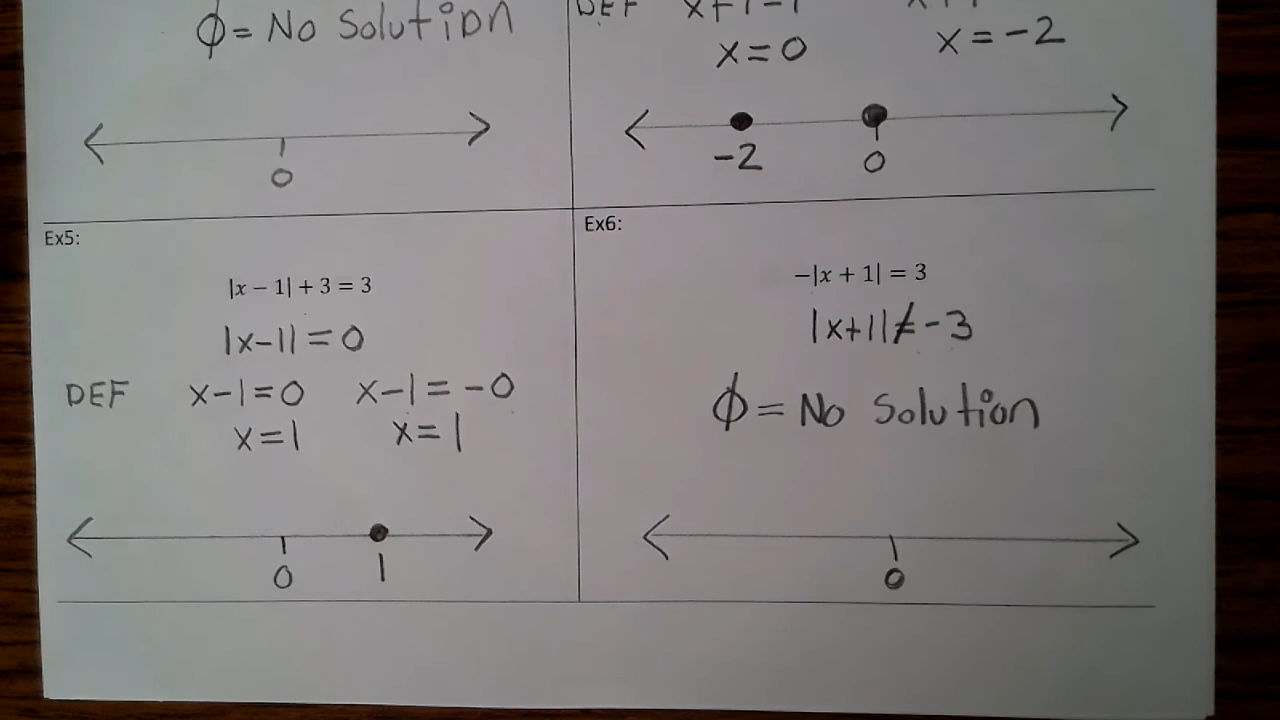 ϕ = No Solution
DEF
x = 0
x = -2
0
-2
0
Ex5:
|x − 1| + 3 = 3
|x-1| = 0
DEF x-1=0 x-1=-0
x=1 x=1
0
1
Ex6:
−|x + 1| = 3
|x+1| ≠ -3
ϕ = No Solution
0